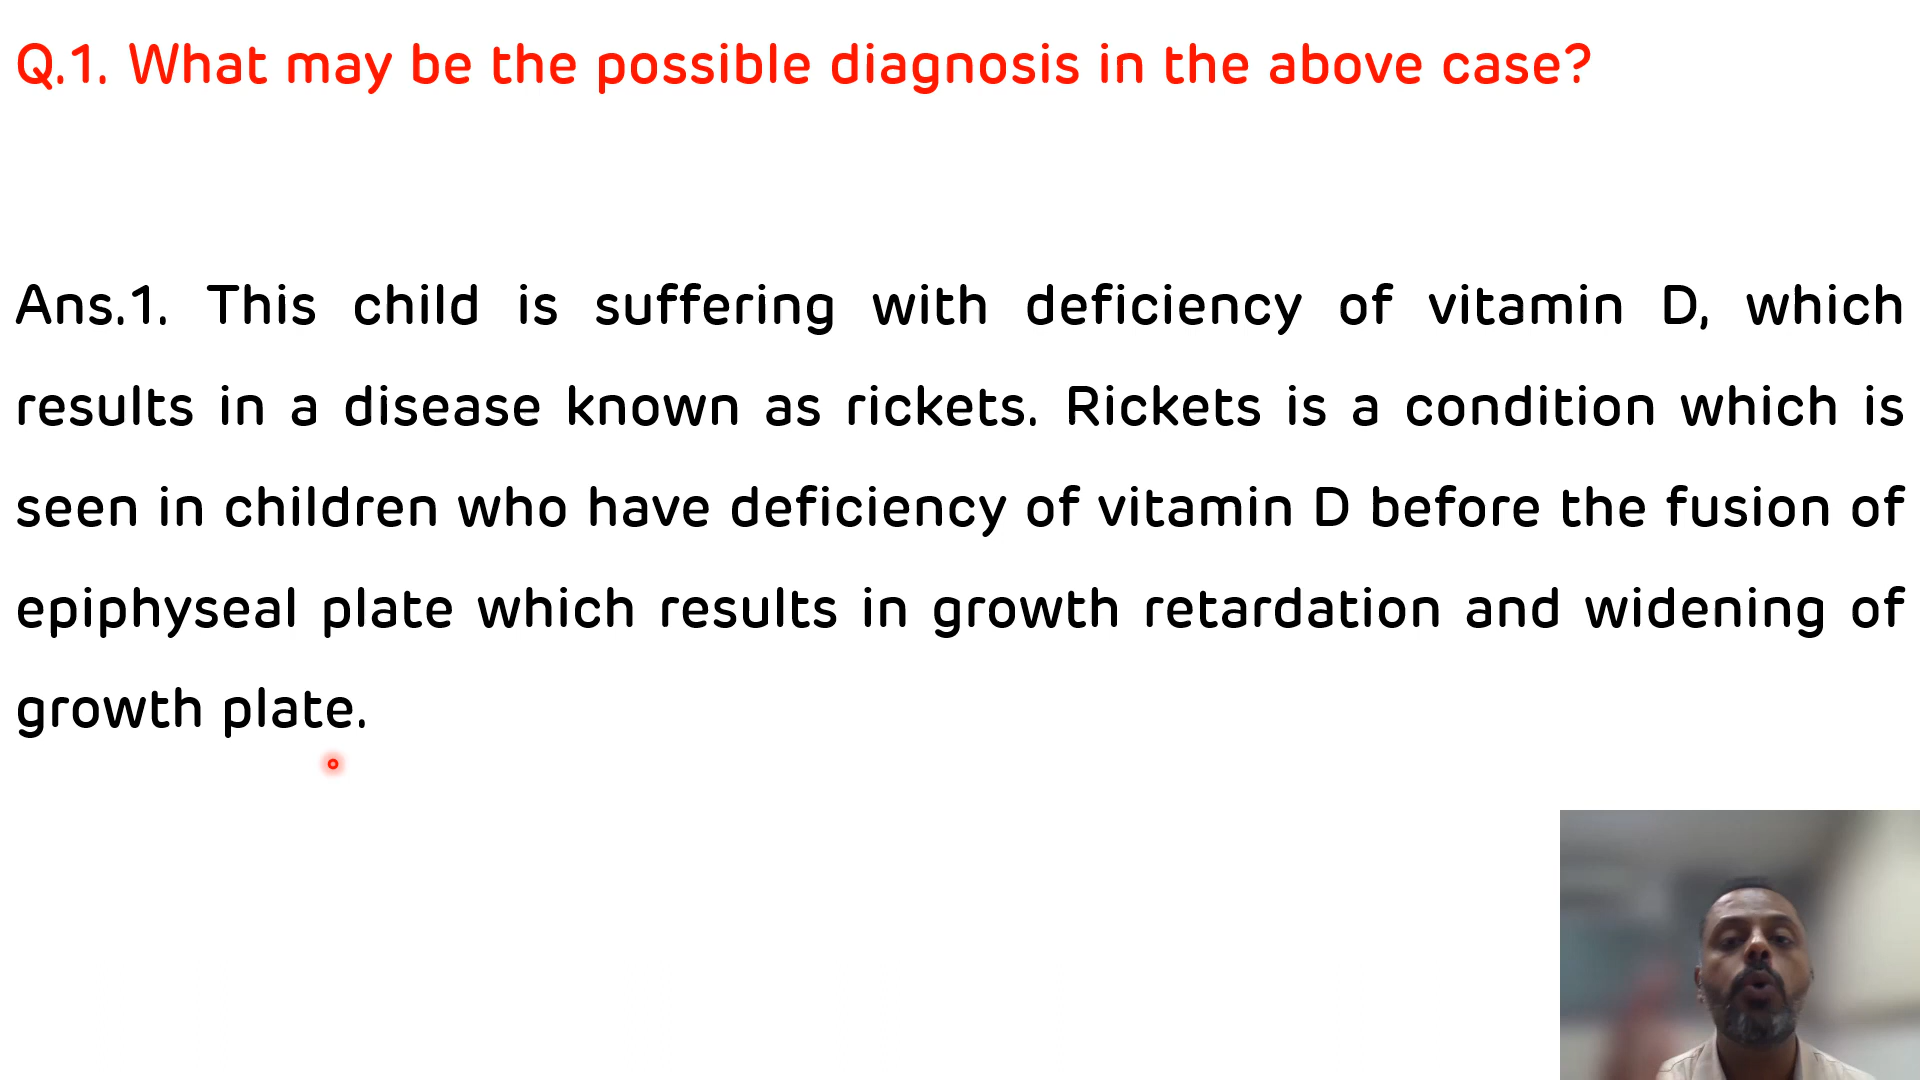 Q.1. What may be the possible diagnosis in the above case?
Ans.1. This child is suffering with deficiency of vitamin D, which
results in a disease known as rickets. Rickets is a condition which is
seen in children who have deficiency of vitamin D before the fusion of
epiphyseal plate which results in growth retardation and widening of
growth plate.